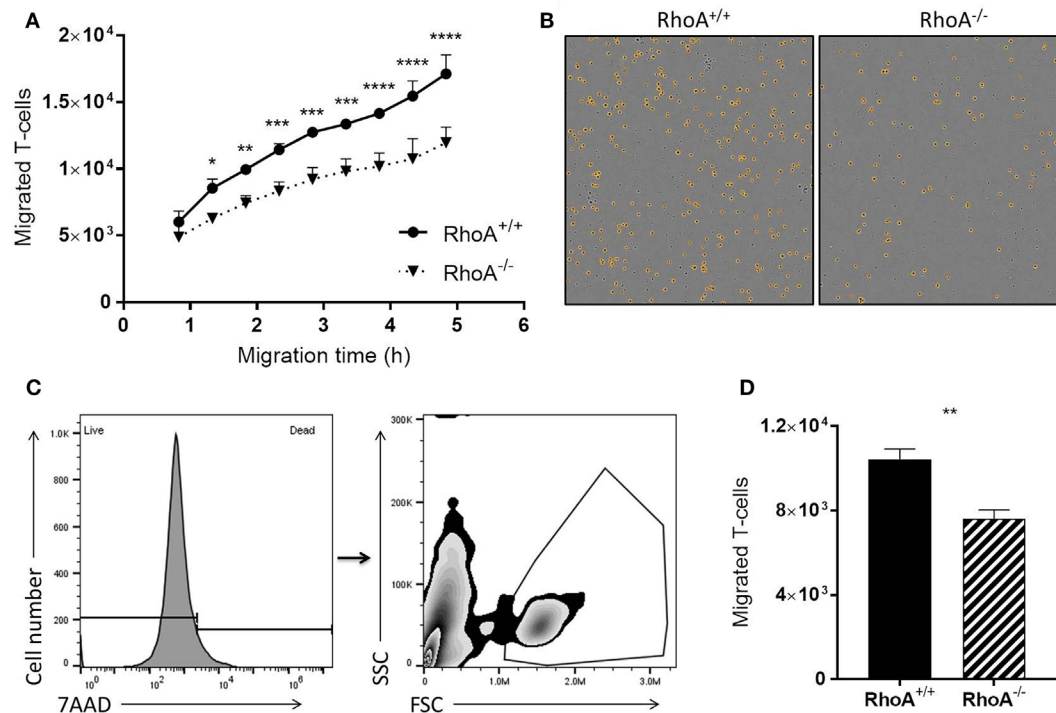 A
B
RhoA+/+
RhoA-/-
Migrated T-cells
2×10⁴
1.5×10⁴
1×10⁴
5×10³
0
*
**
***
***
***
****
****
****
RhoA+/+
RhoA-/-
0 1 2 3 4 5 6
Migration time (h)
C
D
Cell number
1.0K
800
600
400
200
0
Live Dead
10⁰ 10² 10⁴ 10⁶
7AAD
SSC
300K
200K
100K
0
0.0M 1.0M 2.0M 3.0M
FSC
Migrated T-cells
1.2×10⁴
8×10³
4×10³
0
**
RhoA+/+ RhoA-/-